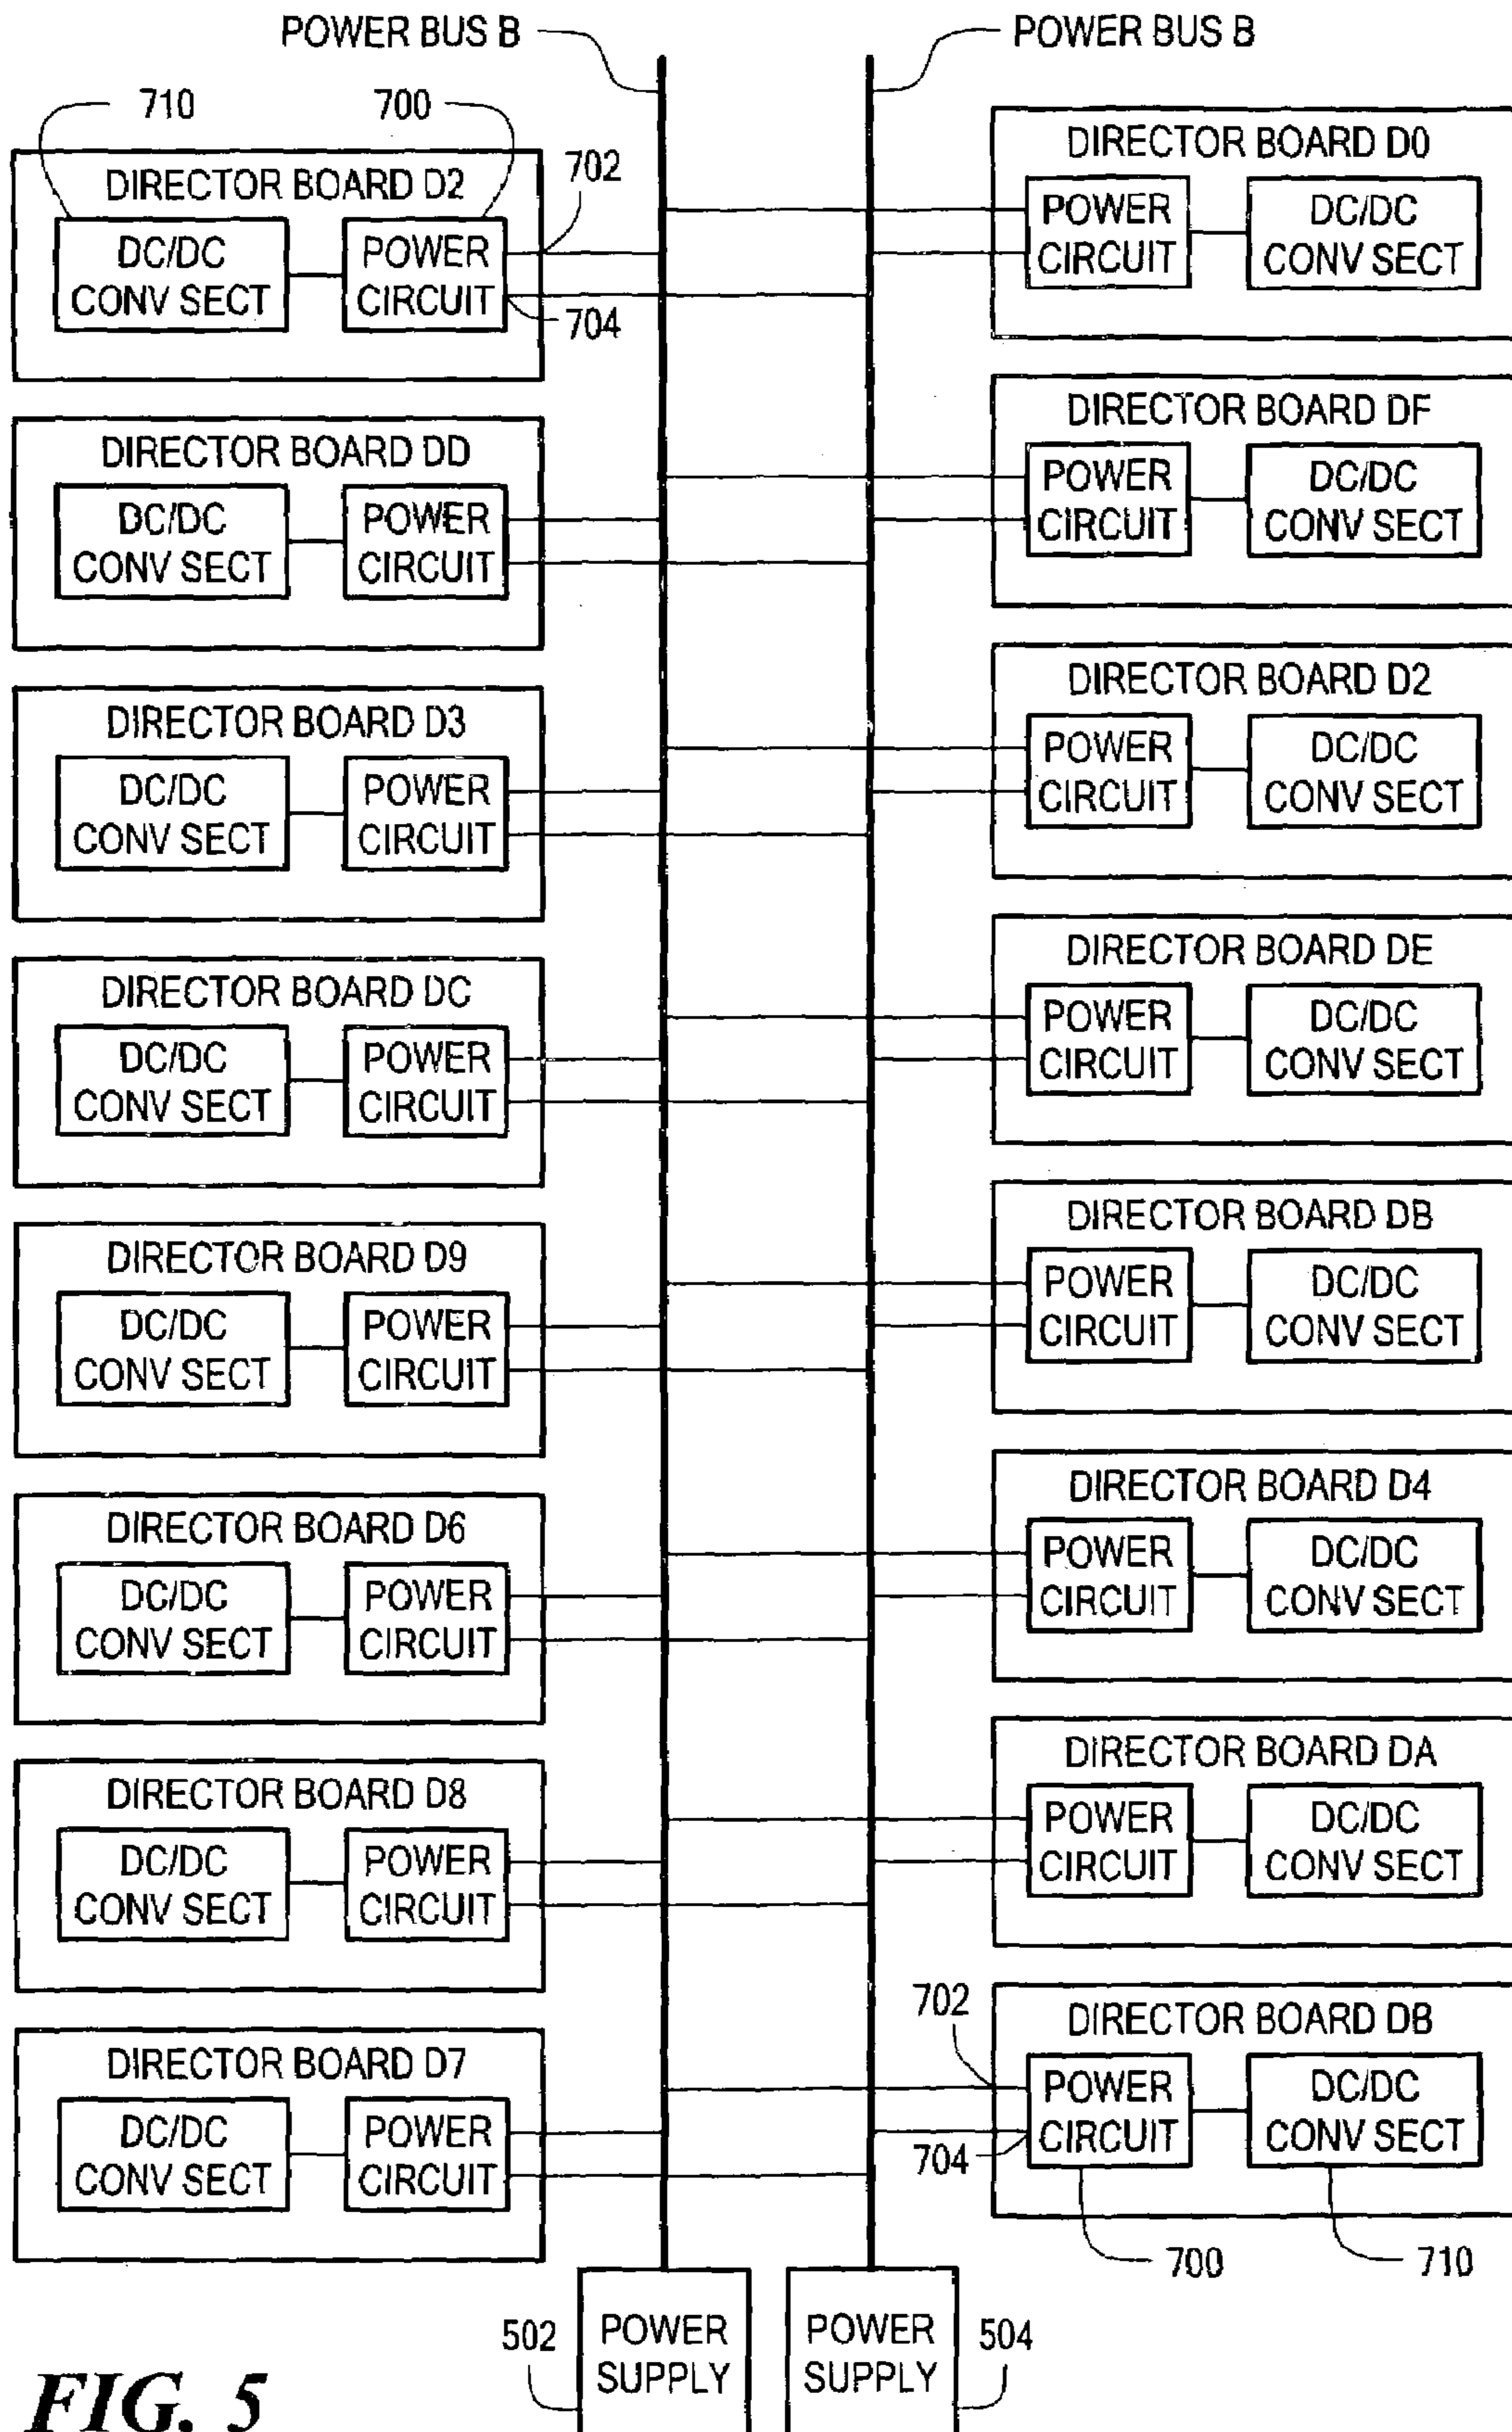 POWER BUS B
POWER BUS B
710
700
702
704
DIRECTOR BOARD D2
DC/DC
CONV SECT
POWER
CIRCUIT
DIRECTOR BOARD DD
DC/DC
CONV SECT
POWER
CIRCUIT
DIRECTOR BOARD D3
DC/DC
CONV SECT
POWER
CIRCUIT
DIRECTOR BOARD DC
DC/DC
CONV SECT
POWER
CIRCUIT
DIRECTOR BOARD D9
DC/DC
CONV SECT
POWER
CIRCUIT
DIRECTOR BOARD D6
DC/DC
CONV SECT
POWER
CIRCUIT
DIRECTOR BOARD D8
DC/DC
CONV SECT
POWER
CIRCUIT
DIRECTOR BOARD D7
DC/DC
CONV SECT
POWER
CIRCUIT
DIRECTOR BOARD D0
POWER
CIRCUIT
DC/DC
CONV SECT
DIRECTOR BOARD DF
POWER
CIRCUIT
DC/DC
CONV SECT
DIRECTOR BOARD D2
POWER
CIRCUIT
DC/DC
CONV SECT
DIRECTOR BOARD DE
POWER
CIRCUIT
DC/DC
CONV SECT
DIRECTOR BOARD DB
POWER
CIRCUIT
DC/DC
CONV SECT
DIRECTOR BOARD D4
POWER
CIRCUIT
DC/DC
CONV SECT
DIRECTOR BOARD DA
POWER
CIRCUIT
DC/DC
CONV SECT
702
704
DIRECTOR BOARD DB
POWER
CIRCUIT
DC/DC
CONV SECT
700
710
502
POWER
SUPPLY
POWER
SUPPLY
504
FIG. 5